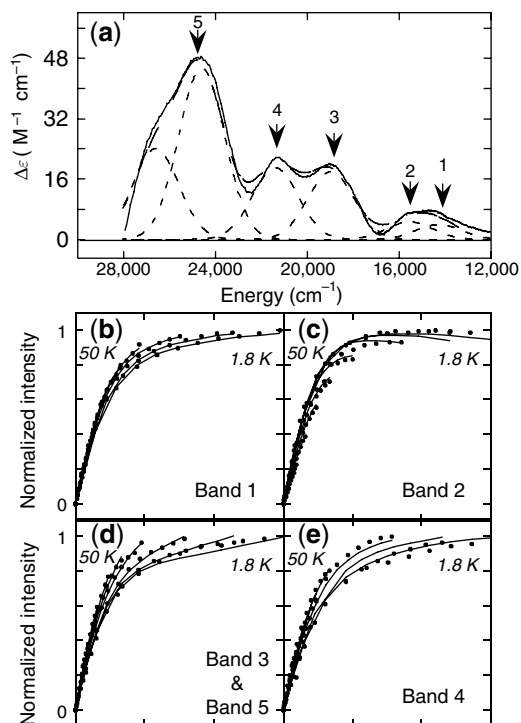 (a)
5
4
3
2
1
48
32
16
0
Δε ( M⁻¹ cm⁻¹)
28,000 24,000 20,000 16,000 12,000
Energy (cm⁻¹)
(b)
50 K
1.8 K
Band 1
(c)
50 K
1.8 K
Band 2
1
0
Normalized intensity
(d)
50 K
1.8 K
Band 3
&
Band 5
(e)
50 K
1.8 K
Band 4
1
0
Normalized intensity